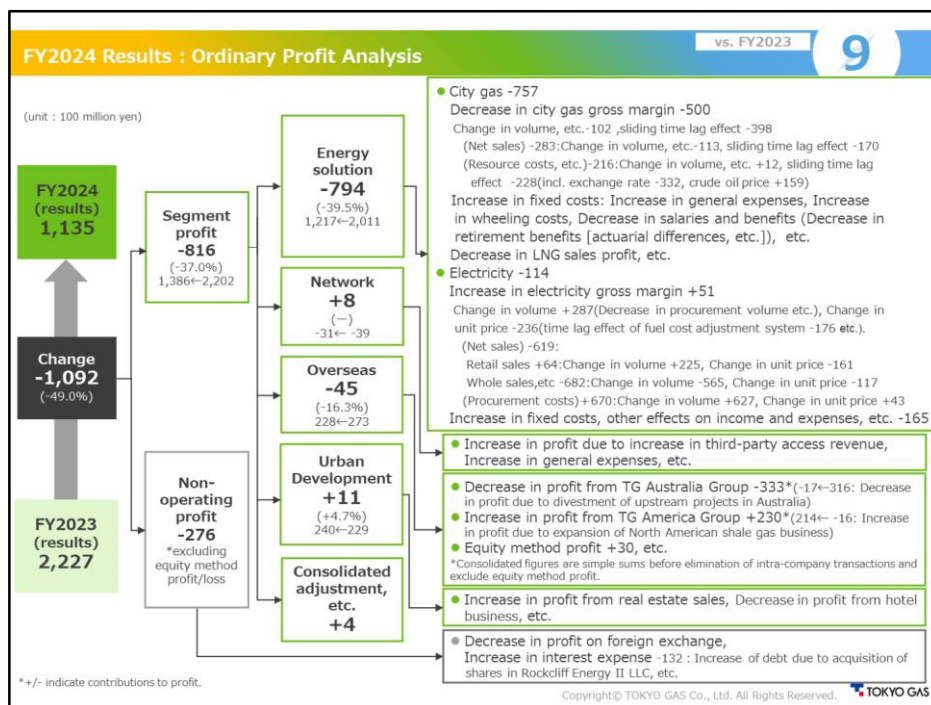 FY2024 Results : Ordinary Profit Analysis
vs. FY2023
9
(unit : 100 million yen)
FY2024
(results)
1,135
Change
-1,092
(-49.0%)
FY2023
(results)
2,227
Segment
profit
-816
(-37.0%)
1,386←2,202
Non-
operating
profit
-276
*excluding
equity method
profit/loss
Energy
solution
-794
(-39.5%)
1,217←2,011
Network
+8
(—)
-31← -39
Overseas
-45
(-16.3%)
228←273
Urban
Development
+11
(+4.7%)
240←229
Consolidated
adjustment,
etc.
+4
● City gas -757
Decrease in city gas gross margin -500
Change in volume, etc.-102 ,sliding time lag effect -398
(Net sales) -283:Change in volume, etc.-113, sliding time lag effect -170
(Resource costs, etc.)-216:Change in volume, etc. +12, sliding time lag
effect -228(incl. exchange rate -332, crude oil price +159)
Increase in fixed costs: Increase in general expenses, Increase
in wheeling costs, Decrease in salaries and benefits (Decrease in
retirement benefits [actuarial differences, etc.]), etc.
Decrease in LNG sales profit, etc.
● Electricity -114
Increase in electricity gross margin +51
Change in volume +287(Decrease in procurement volume etc.), Change in
unit price -236(time lag effect of fuel cost adjustment system -176 etc.),
(Net sales) -619:
Retail sales +64:Change in volume +225, Change in unit price -161
Whole sales,etc -682:Change in volume -565, Change in unit price -117
(Procurement costs)+670:Change in volume +627, Change in unit price +43
Increase in fixed costs, other effects on income and expenses, etc. -165
● Increase in profit due to increase in third-party access revenue,
Increase in general expenses, etc.
● Decrease in profit from TG Australia Group -333*(-17←316: Decrease
in profit due to divestment of upstream projects in Australia)
● Increase in profit from TG America Group +230*(214← -16: Increase
in profit due to expansion of North American shale gas business)
● Equity method profit +30, etc.
*Consolidated figures are simple sums before elimination of intra-company transactions and
exclude equity method profit.
● Increase in profit from real estate sales, Decrease in profit from hotel
business, etc.
● Decrease in profit on foreign exchange,
Increase in interest expense -132 : Increase of debt due to acquisition of
shares in Rockcliff Energy II LLC, etc.
*+/- indicate contributions to profit.
Copyright© TOKYO GAS Co., Ltd. All Rights Reserved.
TOKYO GAS